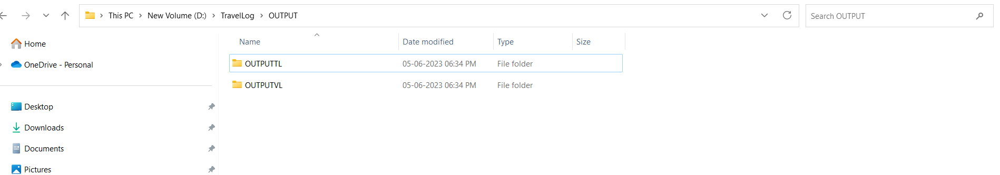 This PC > New Volume (D:) > TravelLog > OUTPUT
Search OUTPUT
Home
OneDrive - Personal
Desktop
Downloads
Documents
Pictures
Name Date modified Type Size
OUTPUTTL 05-06-2023 06:34 PM File folder
OUTPUTVL 05-06-2023 06:34 PM File folder